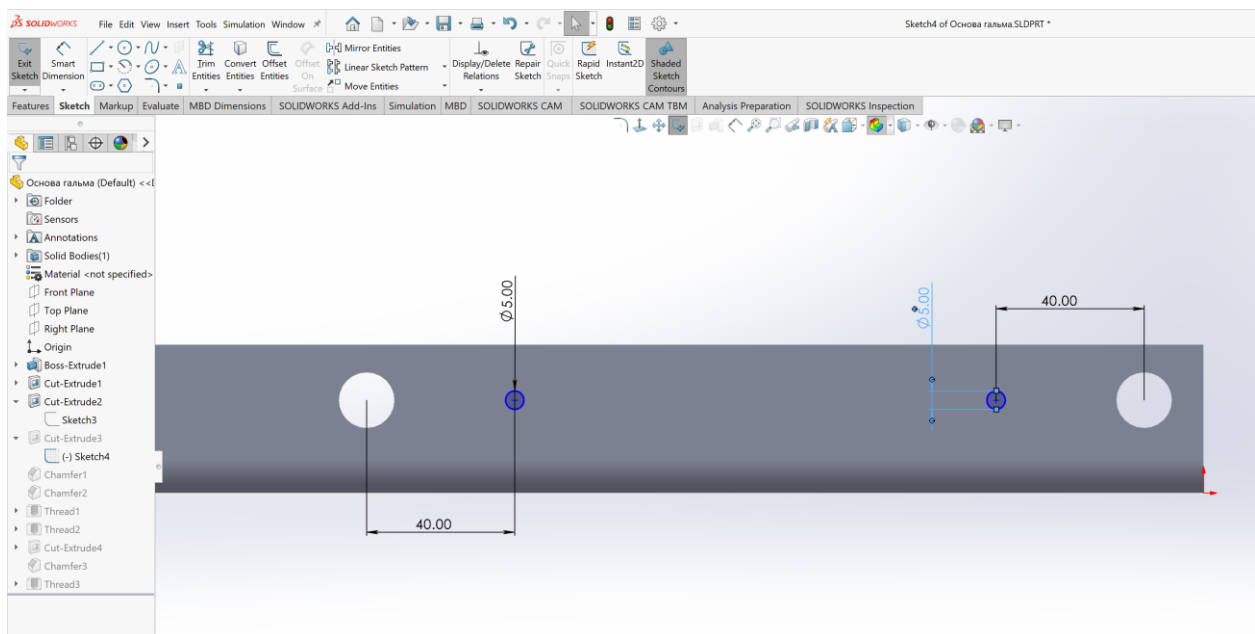 SOLIDWORKS File Edit View Insert Tools Simulation Window Sketch4 of Основа гальма.SLDPRT *
Exit Sketch
Smart Dimension
Trim Entities
Convert Entities
Offset Entities
Offset On Surface
Mirror Entities
Linear Sketch Pattern
Move Entities
Display/Delete Relations
Repair Sketch
Quick Snaps
Rapid Sketch
Instant2D
Shaded Sketch Contours
Features Sketch Markup Evaluate MBD Dimensions SOLIDWORKS Add-Ins Simulation MBD SOLIDWORKS CAM SOLIDWORKS CAM TBM Analysis Preparation SOLIDWORKS Inspection
Основа гальма (Default) <<
Folder
Sensors
Annotations
Solid Bodies(1)
Material <not specified>
Front Plane
Top Plane
Right Plane
Origin
Boss-Extrude1
Cut-Extrude1
Cut-Extrude2
Sketch3
Cut-Extrude3
(-) Sketch4
Chamfer1
Chamfer2
Thread1
Thread2
Cut-Extrude4
Chamfer3
Thread3
Ø5.00
Ø5.00
40.00
40.00